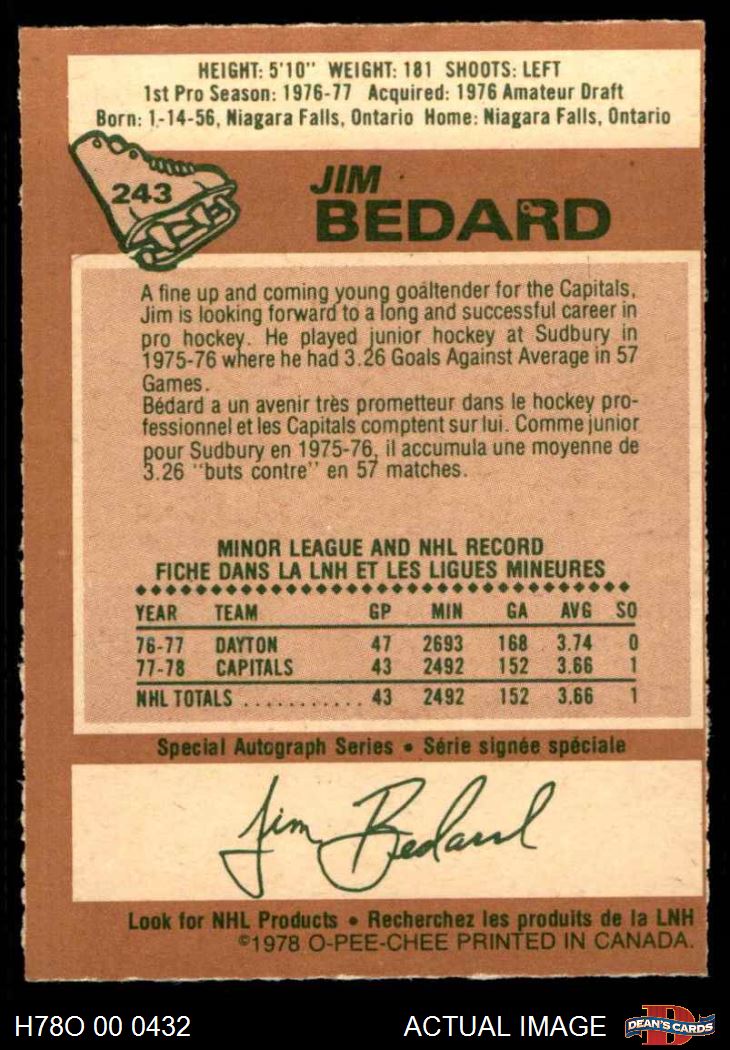 HEIGHT: 5'10" WEIGHT: 181 SHOOTS: LEFT
1st Pro Season: 1976-77 Acquired: 1976 Amateur Draft
Born: 1-14-56, Niagara Falls, Ontario Home: Niagara Falls, Ontario
243
JIM
BEDARD
A fine up and coming young goaltender for the Capitals,
Jim is looking forward to a long and successful career in
pro hockey. He played junior hockey at Sudbury in
1975-76 where he had 3.26 Goals Against Average in 57
Games.
Bédard a un avenir très prometteur dans le hockey pro-
fessionnel et les Capitals comptent sur lui. Comme junior
pour Sudbury en 1975-76, il accumula une moyenne de
3.26 "buts contre" en 57 matches.
MINOR LEAGUE AND NHL RECORD
FICHE DANS LA LNH ET LES LIGUES MINEURES
YEAR TEAM GP MIN GA AVG SO
76-77 DAYTON 47 2693 168 3.74 0
77-78 CAPITALS 43 2492 152 3.66 1
NHL TOTALS ............ 43 2492 152 3.66 1
Special Autograph Series • Série signée spéciale
Jim Bedard
Look for NHL Products • Recherchez les produits de la LNH
©1978 O-PEE-CHEE PRINTED IN CANADA.
H78O 00 0432 ACTUAL IMAGE
DEAN'S CARDS